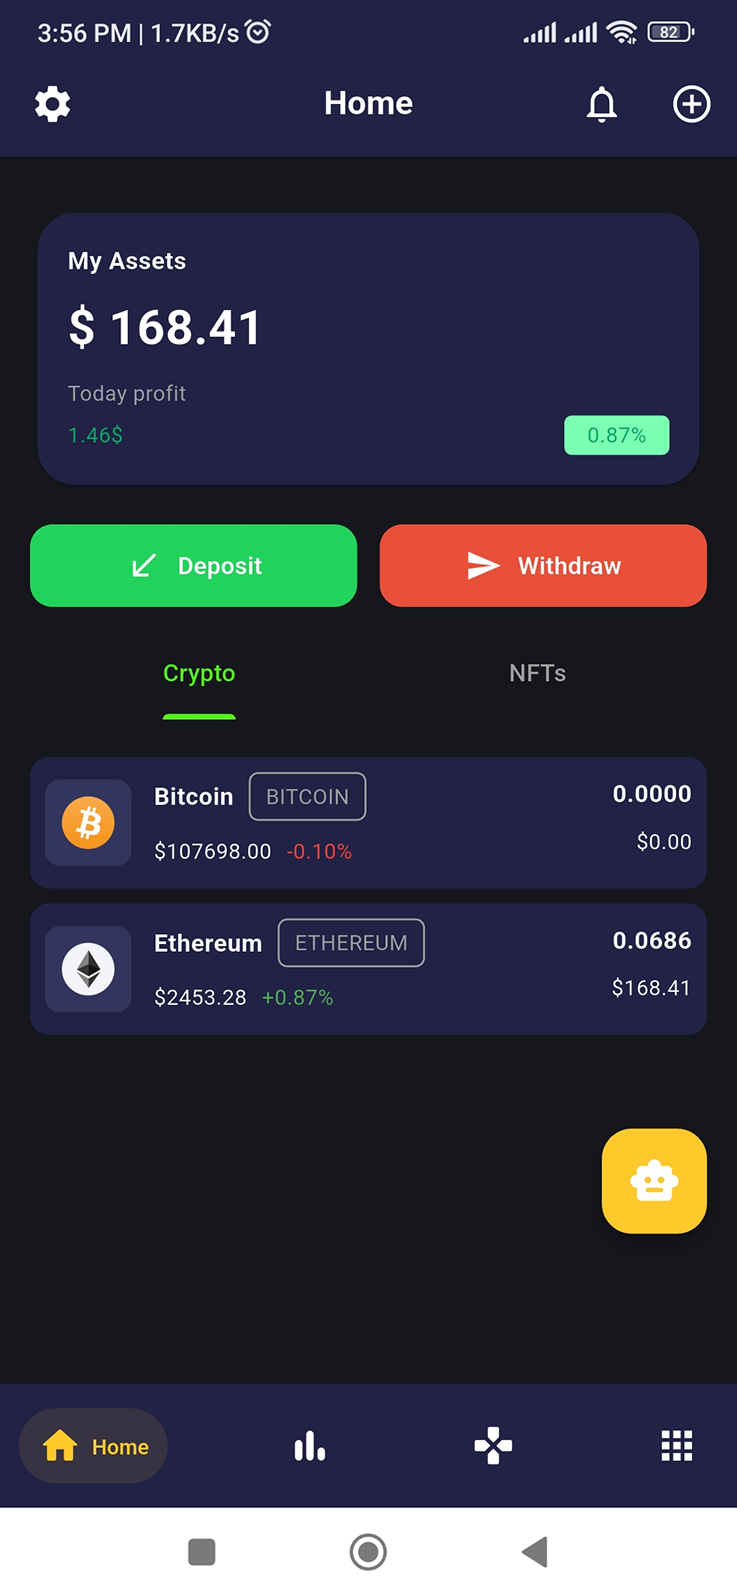 3:56 PM | 1.7KB/s
82
Home
My Assets
$ 168.41
Today profit
1.46$
0.87%
Deposit
Withdraw
Crypto
NFTs
Bitcoin BITCOIN 0.0000
$107698.00 -0.10% $0.00
Ethereum ETHEREUM 0.0686
$2453.28 +0.87% $168.41
Home